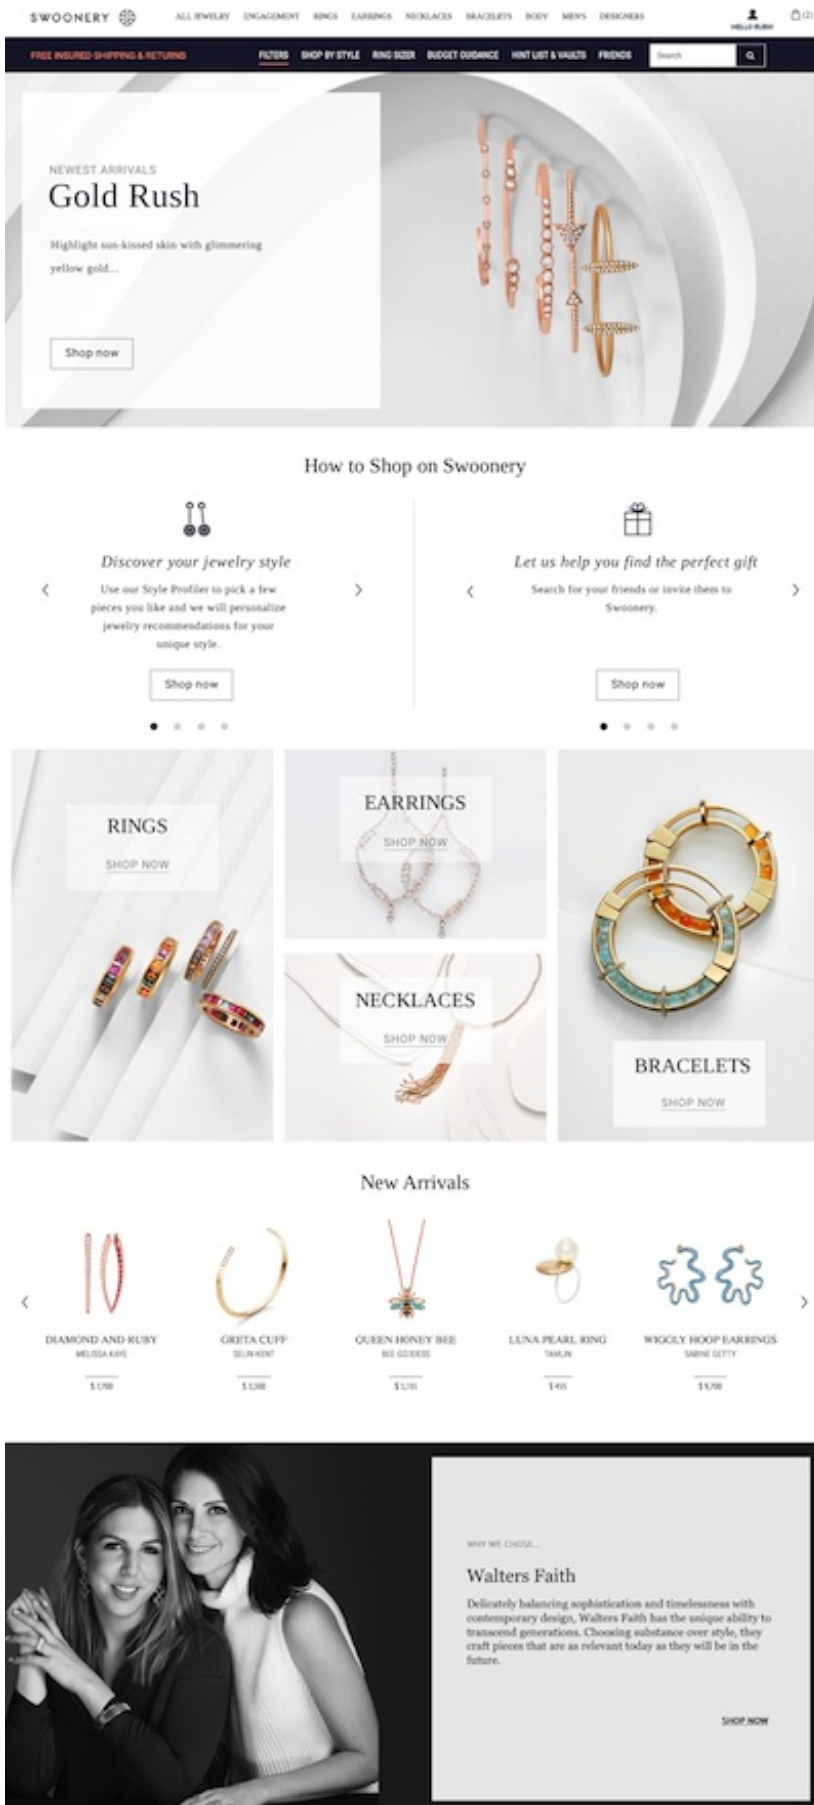 SWOONERY
ALL JEWELRY ENGAGEMENT RINGS EARRINGS NECKLACES BRACELETS BODY MEN'S DESIGNERS
(2)
FREE INSURED SHIPPING & RETURNS
FILTERS SHOP BY STYLE RING SIZER BUDGET GUIDANCE HINT LIST & VAULTS FRIENDS
Search
NEWEST ARRIVALS
Gold Rush
Highlight sun-kissed skin with glimmering
yellow gold...
Shop now
How to Shop on Swoonery
Discover your jewelry style
Use our Style Profiler to pick a few
pieces you like and we will personalize
jewelry recommendations for your
unique style.
Shop now
Let us help you find the perfect gift
Search for your friends or invite them to
Swoonery.
Shop now
RINGS
SHOP NOW
EARRINGS
SHOP NOW
NECKLACES
SHOP NOW
BRACELETS
SHOP NOW
New Arrivals
DIAMOND AND RUBY
MELISSA KAYE
GRETA CUFF
SELIN KENT
QUEEN HONEY BEE
BEE GODDESS
LUNA PEARL RING
TAMLIN
$ 455
WIGGLY HOOP EARRINGS
SABINE GETTY
WHY WE CHOSE...
Walters Faith
Delicately balancing sophistication and timelessness with
contemporary design, Walters Faith has the unique ability to
transcend generations. Choosing substance over style, they
craft pieces that are as relevant today as they will be in the
future.
SHOP NOW